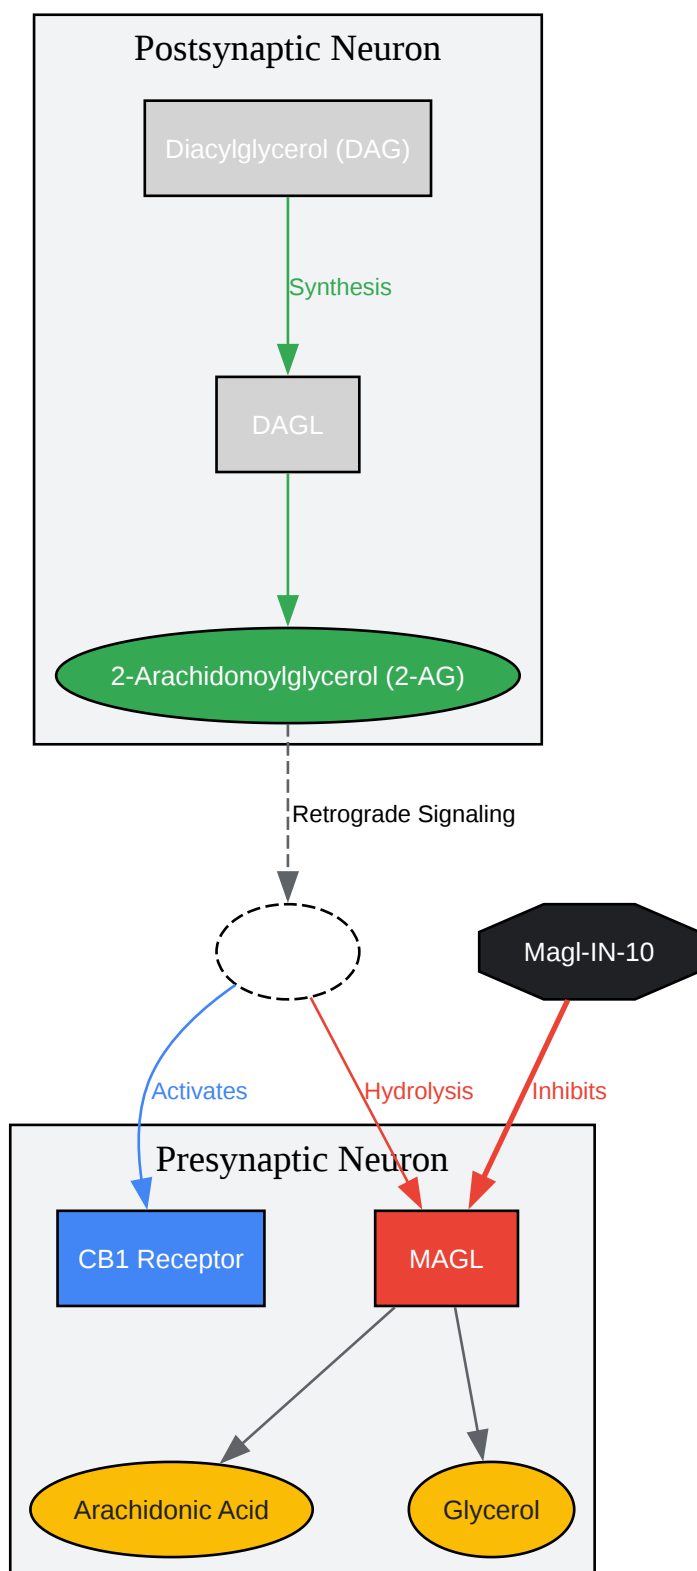 Postsynaptic Neuron
Diacylglycerol (DAG)
Synthesis
DAGL
2-Arachidonoylglycerol (2-AG)
Retrograde Signaling
Magl-IN-10
Activates
Hydrolysis
Inhibits
Presynaptic Neuron
CB1 Receptor
MAGL
Arachidonic Acid
Glycerol